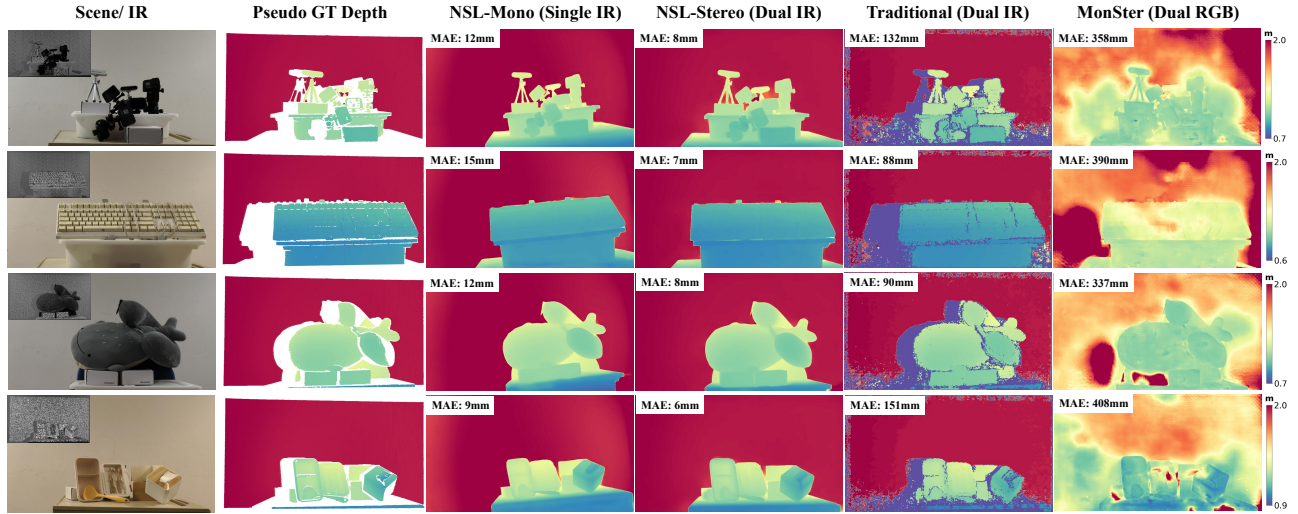 Scene/ IR Pseudo GT Depth NSL-Mono (Single IR) NSL-Stereo (Dual IR) Traditional (Dual IR) MonSter (Dual RGB)
MAE: 12mm MAE: 8mm MAE: 132mm MAE: 358mm m
2.0
0.7
MAE: 15mm MAE: 7mm MAE: 88mm MAE: 390mm m
2.0
0.6
MAE: 12mm MAE: 8mm MAE: 90mm MAE: 337mm m
2.0
0.7
MAE: 9mm MAE: 6mm MAE: 151mm MAE: 408mm m
2.0
0.9